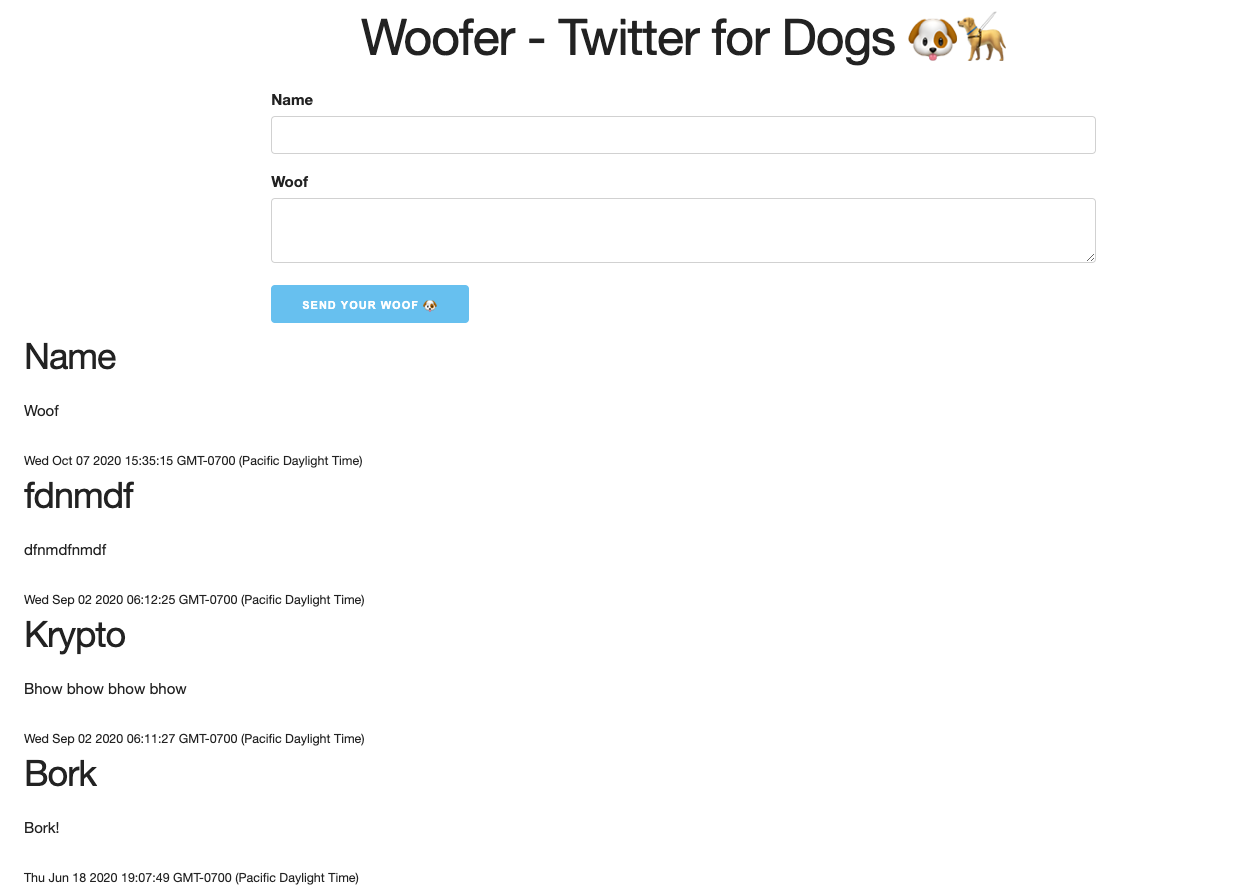 Woofer - Twitter for Dogs 🐶🦮
Name
Woof
SEND YOUR WOOF 🐶
Name
Woof
Wed Oct 07 2020 15:35:15 GMT-0700 (Pacific Daylight Time)
fdnmdf
dfnmdfnmdf
Wed Sep 02 2020 06:12:25 GMT-0700 (Pacific Daylight Time)
Krypto
Bhow bhow bhow bhow
Wed Sep 02 2020 06:11:27 GMT-0700 (Pacific Daylight Time)
Bork
Bork!
Thu Jun 18 2020 19:07:49 GMT-0700 (Pacific Daylight Time)